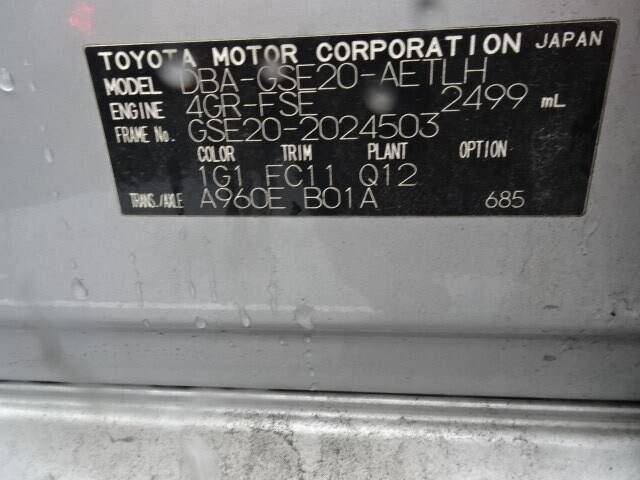 TOYOTA MOTOR CORPORATION JAPAN
MODEL DBA-GSE20-AETLH
ENGINE 4GR-FSE 2499 mL
FRAME No. GSE20-2024503
COLOR TRIM PLANT OPTION
1G1 FC11 Q12
TRANS./AXLE A960E B01A 685